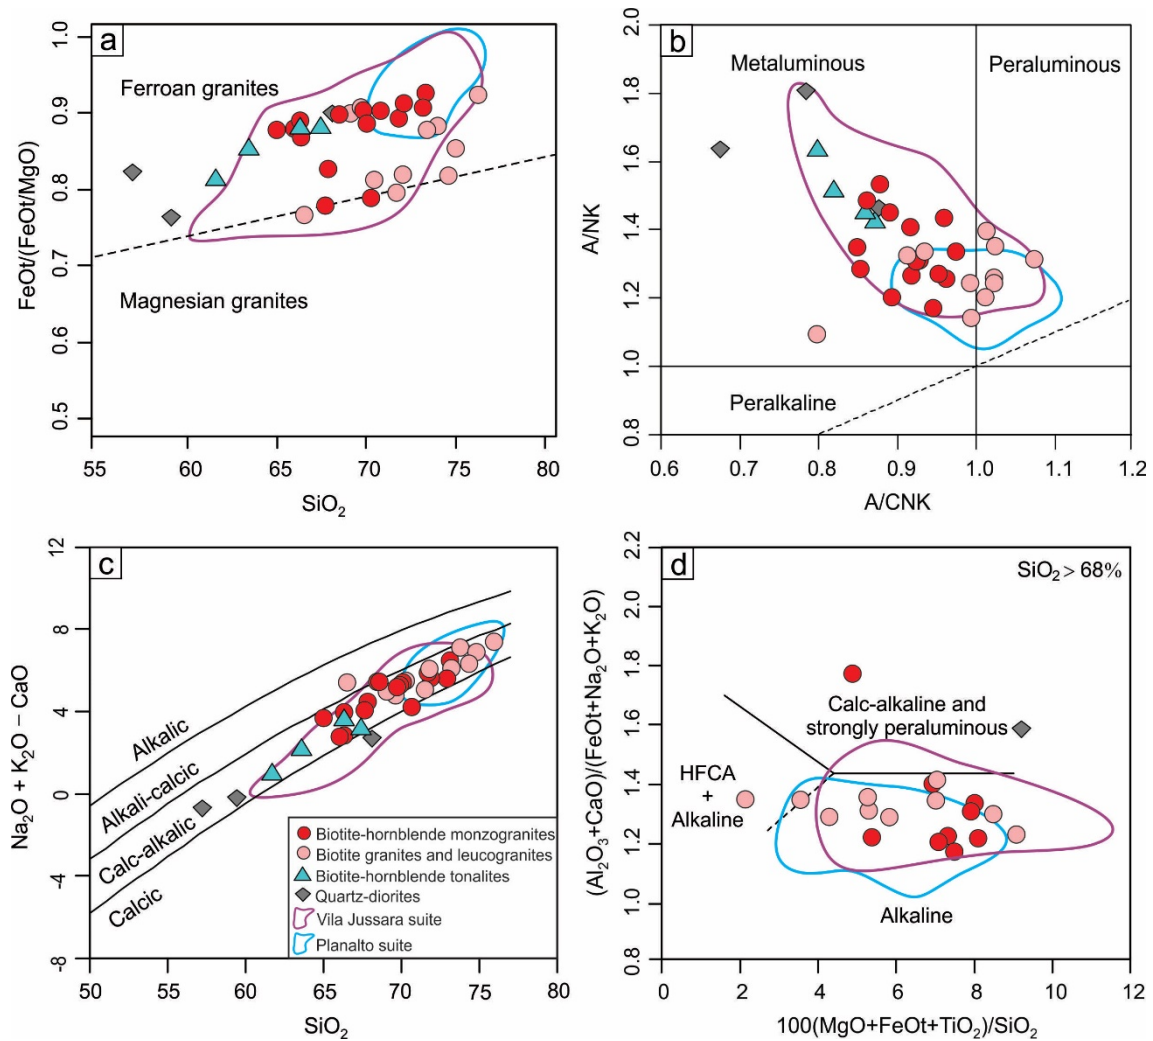 a
Ferroan granites
Magnesian granites
FeOt/(FeOt/MgO)
1.0
0.9
0.8
0.7
0.6
0.5
55 60 65 70 75 80
SiO₂
b
Metaluminous
Peraluminous
Peralkaline
A/NK
2.0
1.8
1.6
1.4
1.2
1.0
0.8
0.6 0.7 0.8 0.9 1.0 1.1 1.2
A/CNK
c
Alkalic
Alkali-calcic
Calc-alkalic
Calcic
Na₂O + K₂O – CaO
12
8
4
0
-4
-8
Biotite-hornblende monzogranites
Biotite granites and leucogranites
Biotite-hornblende tonalites
Quartz-diorites
Vila Jussara suite
Planalto suite
50 55 60 65 70 75 80
SiO₂
d
SiO₂ > 68%
Calc-alkaline and
strongly peraluminous
HFCA
+
Alkaline
Alkaline
(Al₂O₃+CaO)/(FeOt+Na₂O+K₂O)
2.2
2.0
1.8
1.6
1.4
1.2
1.0
0.8
2 4 6 8 10 12
100(MgO+FeOt+TiO₂)/SiO₂